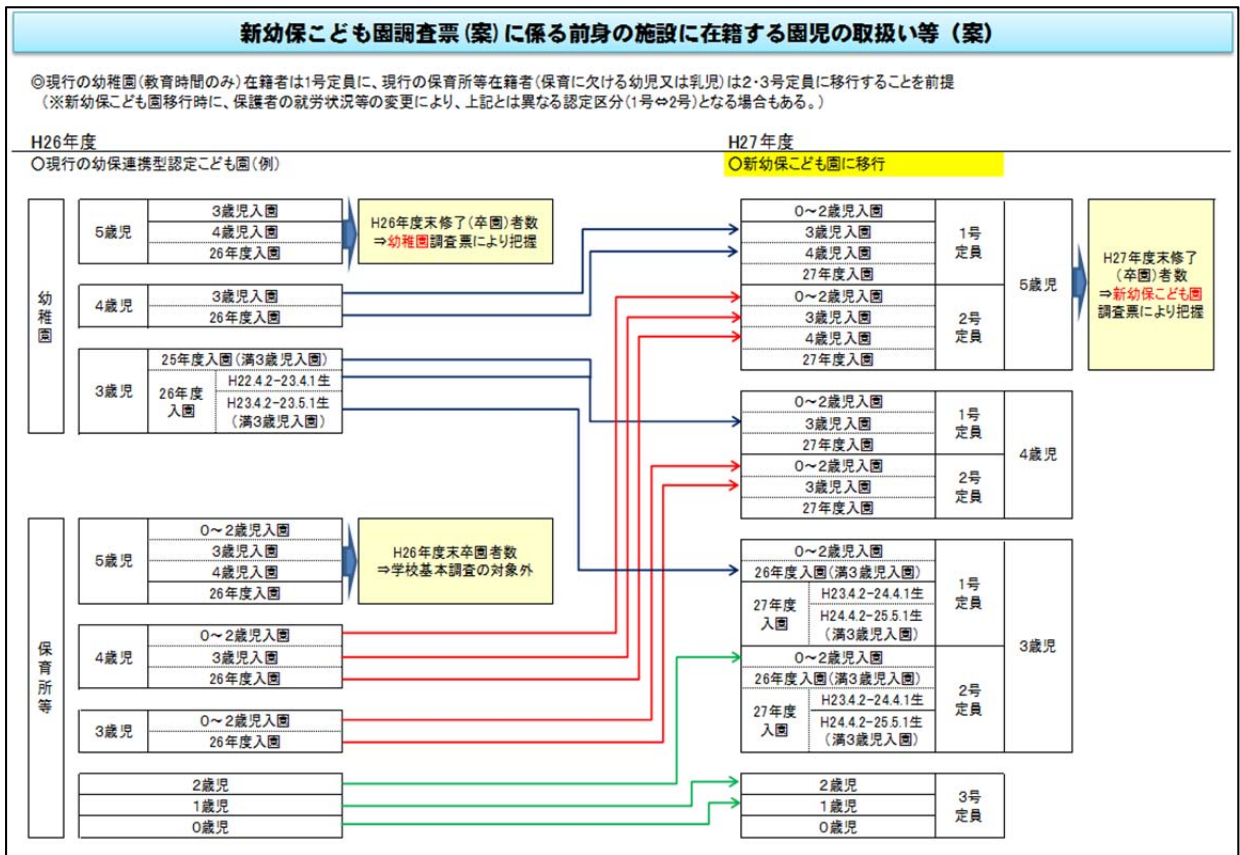 新幼保こども園調査票(案)に係る前身の施設に在籍する園児の取扱い等(案)
◎現行の幼稚園(教育時間のみ)在籍者は1号定員に、現行の保育所等在籍者(保育に欠ける幼児又は乳児)は2・3号定員に移行することを前提
(※新幼保こども園移行時に、保護者の就労状況等の変更により、上記とは異なる認定区分(1号⇔2号)となる場合もある。)
H26年度
○現行の幼保連携型認定こども園(例)
幼稚園
5歳児
3歳児入園
4歳児入園
26年度入園
H26年度末修了(卒園)者数
⇒幼稚園調査票により把握
4歳児
3歳児入園
26年度入園
3歳児
25年度入園(満3歳児入園)
26年度
入園
H22.4.2-23.4.1生
H23.4.2-23.5.1生
(満3歳児入園)
保育所等
5歳児
0~2歳児入園
3歳児入園
4歳児入園
26年度入園
H26年度末卒園者数
⇒学校基本調査の対象外
4歳児
0~2歳児入園
3歳児入園
26年度入園
3歳児
0~2歳児入園
26年度入園
2歳児
1歳児
0歳児
H27年度
○新幼保こども園に移行
0~2歳児入園
3歳児入園
4歳児入園
27年度入園
1号
定員
0~2歳児入園
3歳児入園
4歳児入園
27年度入園
2号
定員
5歳児
H27年度末修了
(卒園)者数
⇒新幼保こども園
調査票により把握
0~2歳児入園
3歳児入園
27年度入園
1号
定員
0~2歳児入園
3歳児入園
27年度入園
2号
定員
4歳児
0~2歳児入園
26年度入園(満3歳児入園)
27年度
入園
H23.4.2-24.4.1生
H24.4.2-25.5.1生
(満3歳児入園)
1号
定員
0~2歳児入園
26年度入園(満3歳児入園)
27年度
入園
H23.4.2-24.4.1生
H24.4.2-25.5.1生
(満3歳児入園)
2号
定員
3歳児
2歳児
1歳児
0歳児
3号
定員